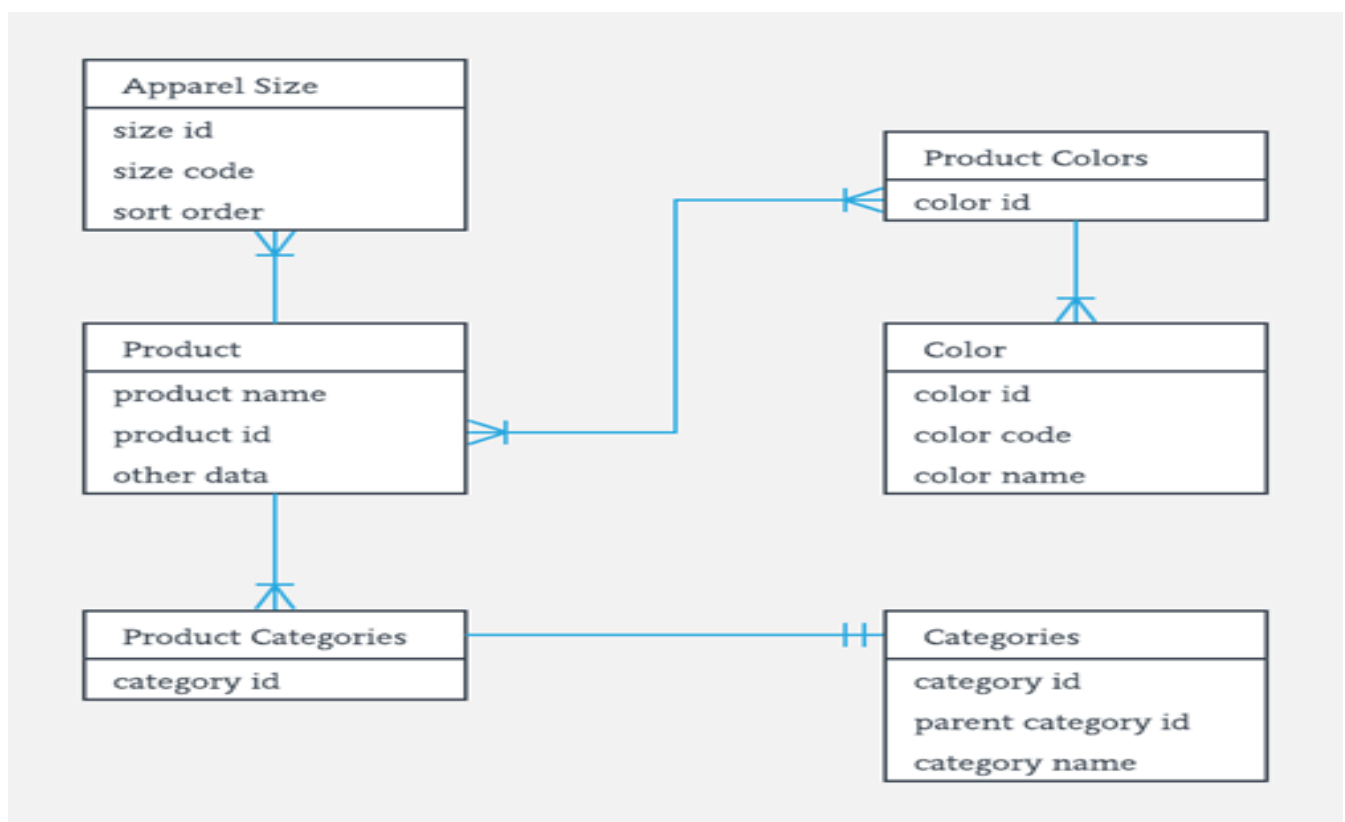 Apparel Size
size id
size code
sort order
Product Colors
color id
Product
product name
product id
other data
Color
color id
color code
color name
Product Categories
category id
Categories
category id
parent category id
category name